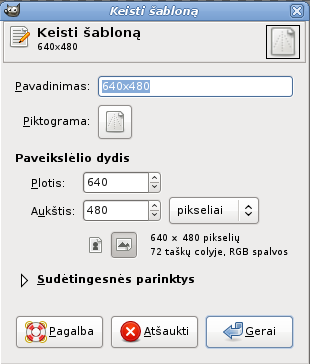 Keisti šabloną
Keisti šabloną
640x480
Pavadinimas: 640x480
Piktograma:
Paveikslėlio dydis
Plotis: 640
Aukštis: 480 pikseliai
640 × 480 pikselių
72 taškų colyje, RGB spalvos
Sudėtingesnės parinktys
Pagalba Atšaukti Gerai